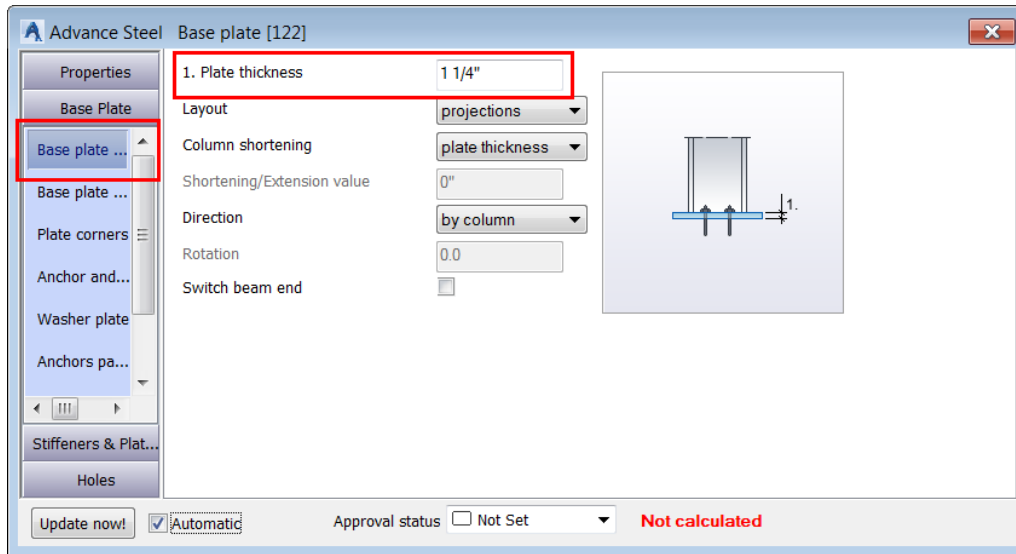 Advance Steel Base plate [122]
Properties
Base Plate
Base plate ...
Base plate ...
Plate corners
Anchor and...
Washer plate
Anchors pa...
Stiffeners & Plat...
Holes
1. Plate thickness 1 1/4"
Layout projections
Column shortening plate thickness
Shortening/Extension value 0"
Direction by column
Rotation 0.0
Switch beam end
1.
Update now! Automatic Approval status Not Set Not calculated